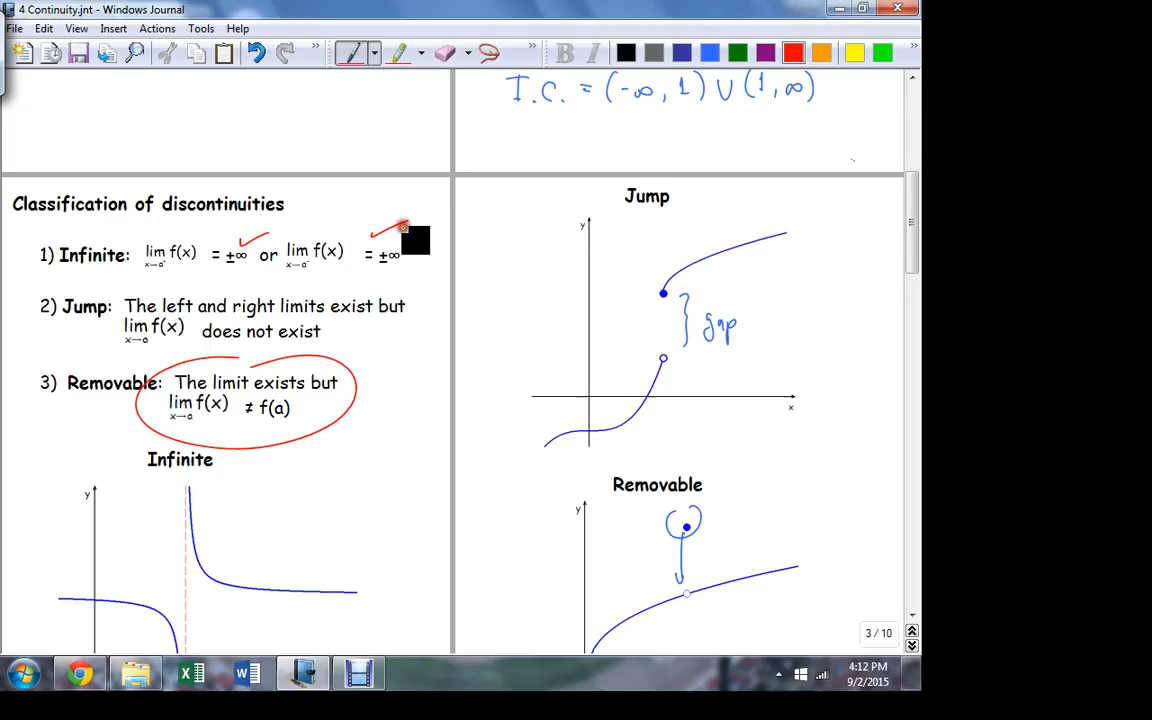 4 Continuity.jnt - Windows Journal
File Edit View Insert Actions Tools Help
B I
I.C. = (-∞, 1) ∪ (1, ∞)
Classification of discontinuities
1) Infinite: lim f(x) = ±∞ or lim f(x) = ±∞
x→a⁺ x→a⁻
2) Jump: The left and right limits exist but
lim f(x) does not exist
x→a
3) Removable: The limit exists but
lim f(x) ≠ f(a)
x→a
Infinite
y
Jump
y
gap
x
Removable
y
3 / 10
4:12 PM
9/2/2015